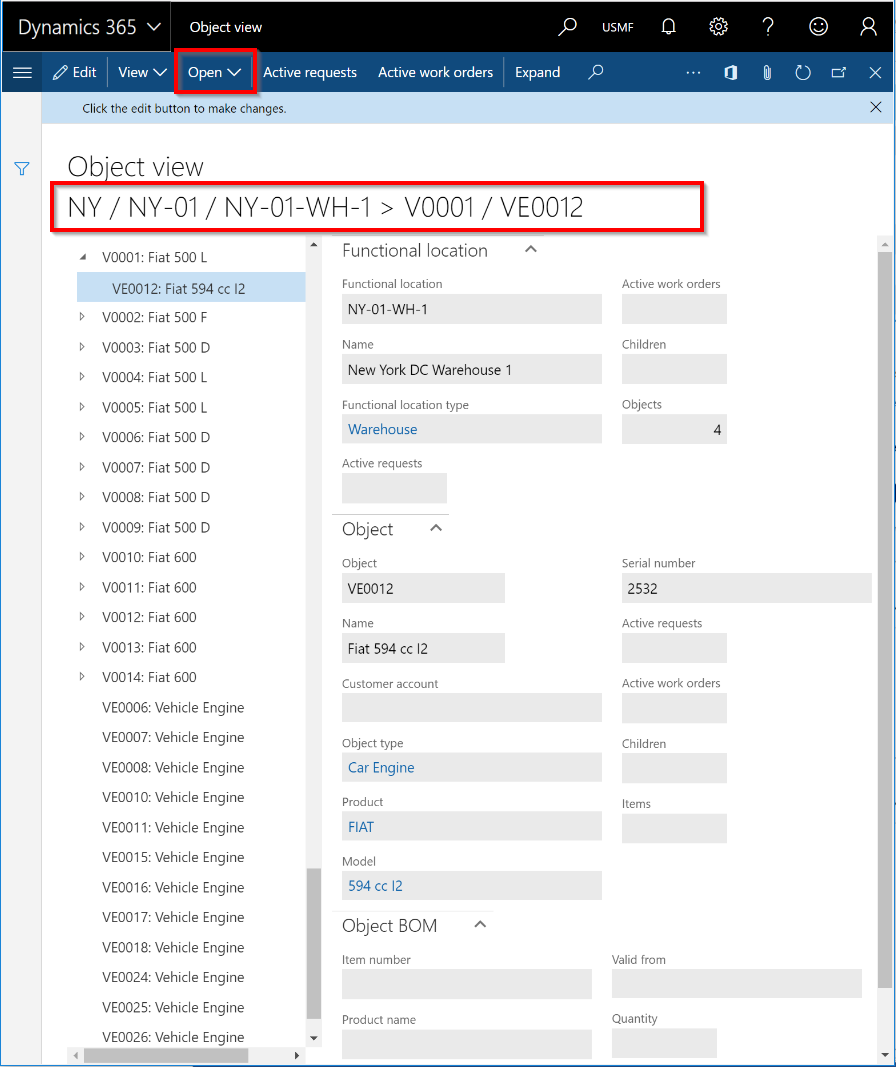 Dynamics 365 Object view USMF
Edit View Open Active requests Active work orders Expand ...
Click the edit button to make changes.
Object view
NY / NY-01 / NY-01-WH-1 > V0001 / VE0012
V0001: Fiat 500 L
VE0012: Fiat 594 cc I2
V0002: Fiat 500 F
V0003: Fiat 500 D
V0004: Fiat 500 L
V0005: Fiat 500 L
V0006: Fiat 500 D
V0007: Fiat 500 D
V0008: Fiat 500 D
V0009: Fiat 500 D
V0010: Fiat 600
V0011: Fiat 600
V0012: Fiat 600
V0013: Fiat 600
V0014: Fiat 600
VE0006: Vehicle Engine
VE0007: Vehicle Engine
VE0008: Vehicle Engine
VE0010: Vehicle Engine
VE0011: Vehicle Engine
VE0015: Vehicle Engine
VE0016: Vehicle Engine
VE0017: Vehicle Engine
VE0018: Vehicle Engine
VE0024: Vehicle Engine
VE0025: Vehicle Engine
VE0026: Vehicle Engine
Functional location
Functional location
NY-01-WH-1
Name
New York DC Warehouse 1
Functional location type
Warehouse
Active requests
Active work orders
Children
Objects
4
Object
Object
VE0012
Name
Fiat 594 cc I2
Customer account
Object type
Car Engine
Product
FIAT
Model
594 cc I2
Serial number
2532
Active requests
Active work orders
Children
Items
Object BOM
Item number
Product name
Valid from
Quantity